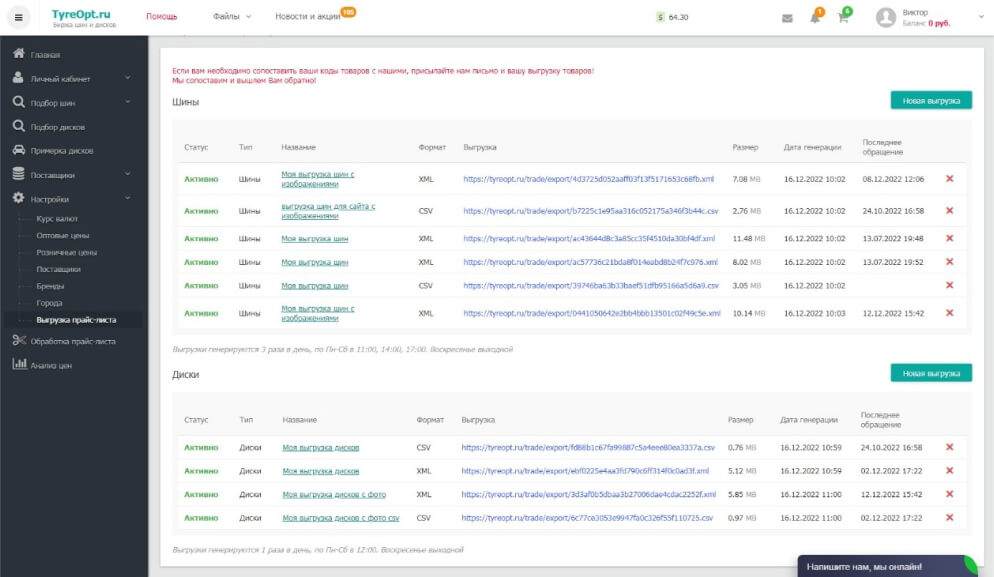 TyreOpt.ru
Биржа шин и дисков
Помощь
Файлы
Новости и акции
105
$ 64.30
1
6
Виктор
Баланс: 0 руб.
Главная
Личный кабинет
Подбор шин
Подбор дисков
Примерка дисков
Поставщики
Настройки
Курс валют
Оптовые цены
Розничные цены
Поставщики
Бренды
Города
Выгрузка прайс-листа
Обработка прайс-листа
Анализ цен
Если вам необходимо сопоставить ваши коды товаров с нашими, присылайте нам письмо и вашу выгрузку товаров!
Мы сопоставим и вышлем Вам обратно!
Шины
Новая выгрузка
Статус Тип Название Формат Выгрузка Размер Дата генерации Последнее обращение
Активно Шины Моя выгрузка шин с изображениями XML https://tyreopt.ru/trade/export/4d3725d052aaff03f13f5171653c68fb.xml 7.08 MB 16.12.2022 10:02 08.12.2022 12:06
Активно Шины выгрузка шин для сайта с изображениями CSV https://tyreopt.ru/trade/export/b7225c1e95aa316c052175a346f3b44c.csv 2.76 MB 16.12.2022 10:02 24.10.2022 16:58
Активно Шины Моя выгрузка шин XML https://tyreopt.ru/trade/export/ac43644d8c3a85cc35f4510da30bf4df.xml 11.48 MB 16.12.2022 10:02 13.07.2022 19:48
Активно Шины Моя выгрузка шин XML https://tyreopt.ru/trade/export/ac57736c21bda8f014eabd8b24f7c976.xml 8.02 MB 16.12.2022 10:02 13.07.2022 19:52
Активно Шины Моя выгрузка шин CSV https://tyreopt.ru/trade/export/39746ba63b33baef51dfb95166a5d6a9.csv 3.05 MB 16.12.2022 10:02
Активно Шины Моя выгрузка шин с изображениями XML https://tyreopt.ru/trade/export/0441050642e2bb4bbb13501c02f49c5e.xml 10.14 MB 16.12.2022 10:03 12.12.2022 15:42
Выгрузки генерируются 3 раза в день, по Пн-Сб в 11:00, 14:00, 17:00. Воскресенье выходной
Диски
Новая выгрузка
Статус Тип Название Формат Выгрузка Размер Дата генерации Последнее обращение
Активно Диски Моя выгрузка дисков CSV https://tyreopt.ru/trade/export/fd88b1c67fa99887c5a4eee80ea3337a.csv 0.76 MB 16.12.2022 10:59 24.10.2022 16:58
Активно Диски Моя выгрузка дисков XML https://tyreopt.ru/trade/export/ebf0225e4aa3fd790c6ff314f0c0ad3f.xml 5.12 MB 16.12.2022 10:59 02.12.2022 17:22
Активно Диски Моя выгрузка дисков с фото XML https://tyreopt.ru/trade/export/3d3af0b5dbaa3b27006dae4cdac2252f.xml 5.85 MB 16.12.2022 11:00 12.12.2022 15:42
Активно Диски Моя выгрузка дисков с фото csv CSV https://tyreopt.ru/trade/export/6c77ce3053e9947fa0c326f55f110725.csv 0.97 MB 16.12.2022 11:00 02.12.2022 17:22
Выгрузки генерируются 1 раза в день, по Пн-Сб в 12:00. Воскресенье выходной
Напишите нам, мы онлайн!